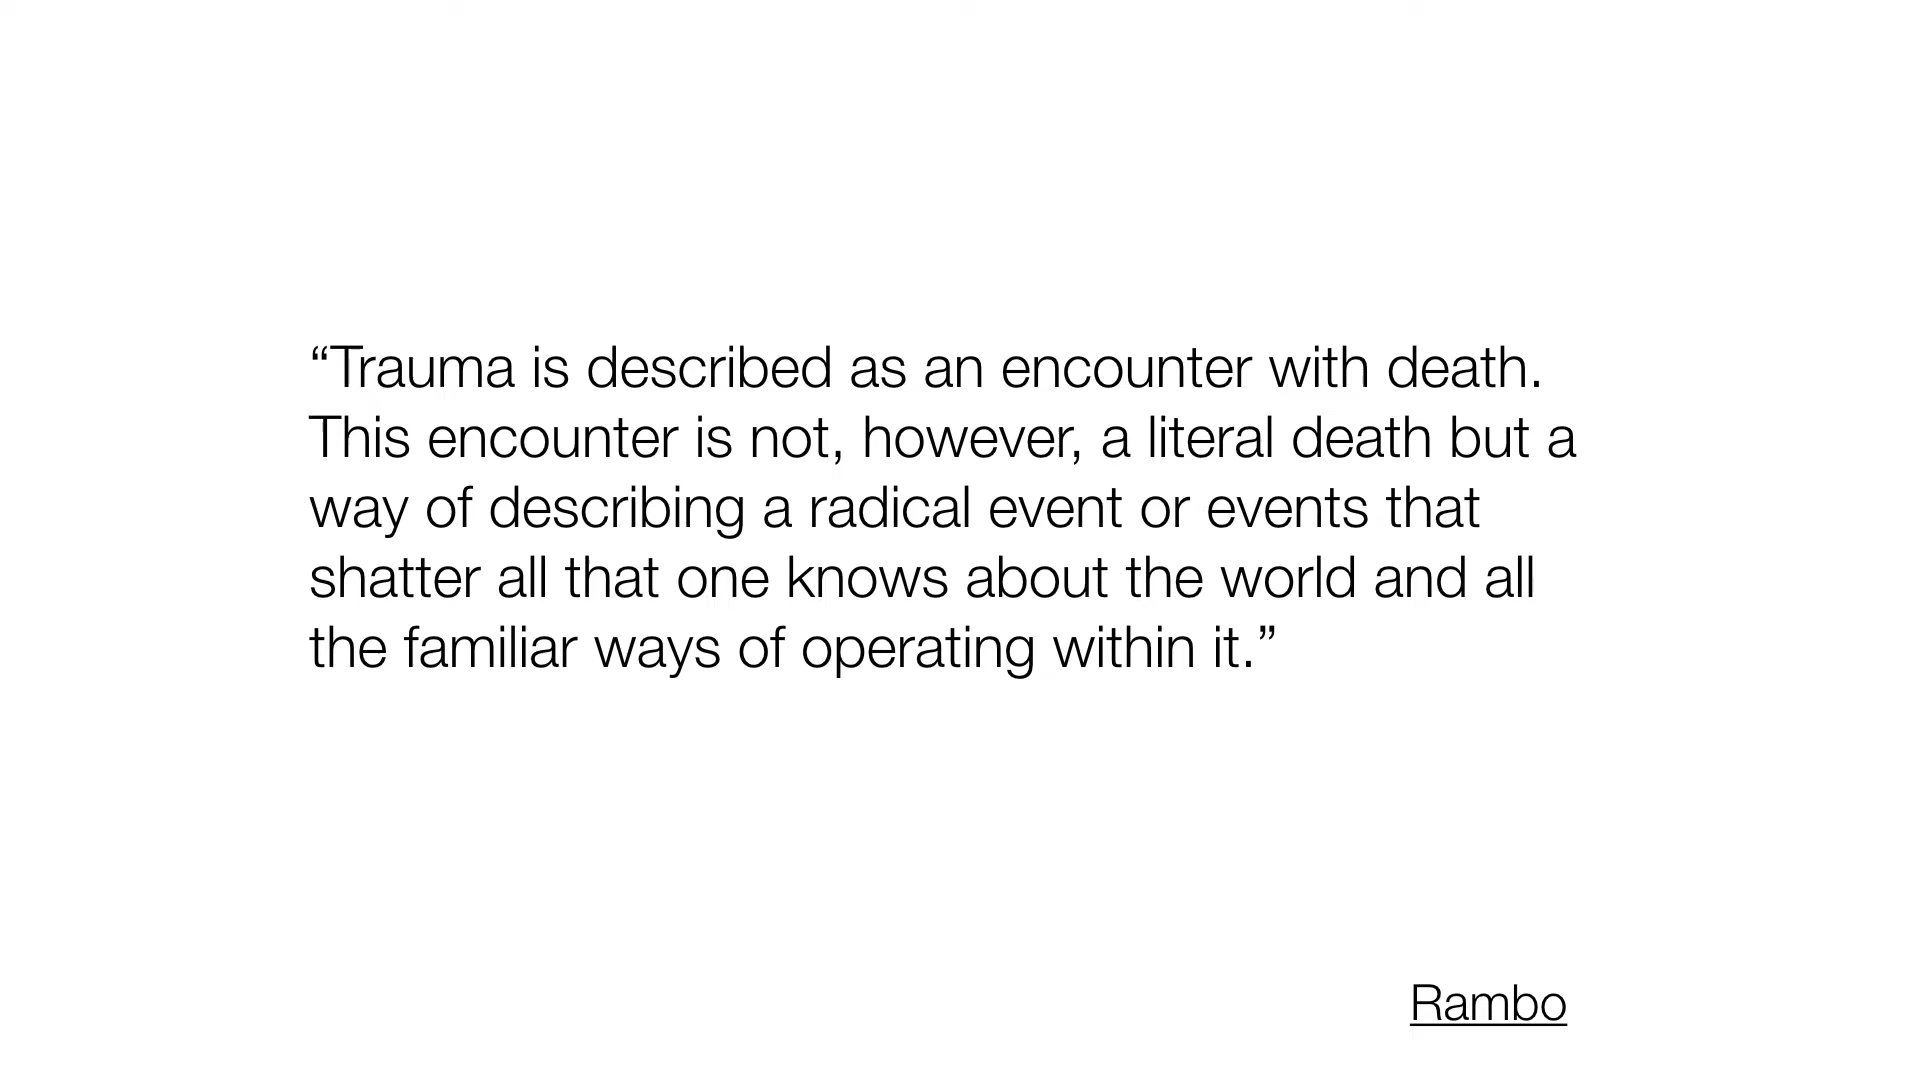 “Trauma is described as an encounter with death.
This encounter is not, however, a literal death but a
way of describing a radical event or events that
shatter all that one knows about the world and all
the familiar ways of operating within it.”
Rambo